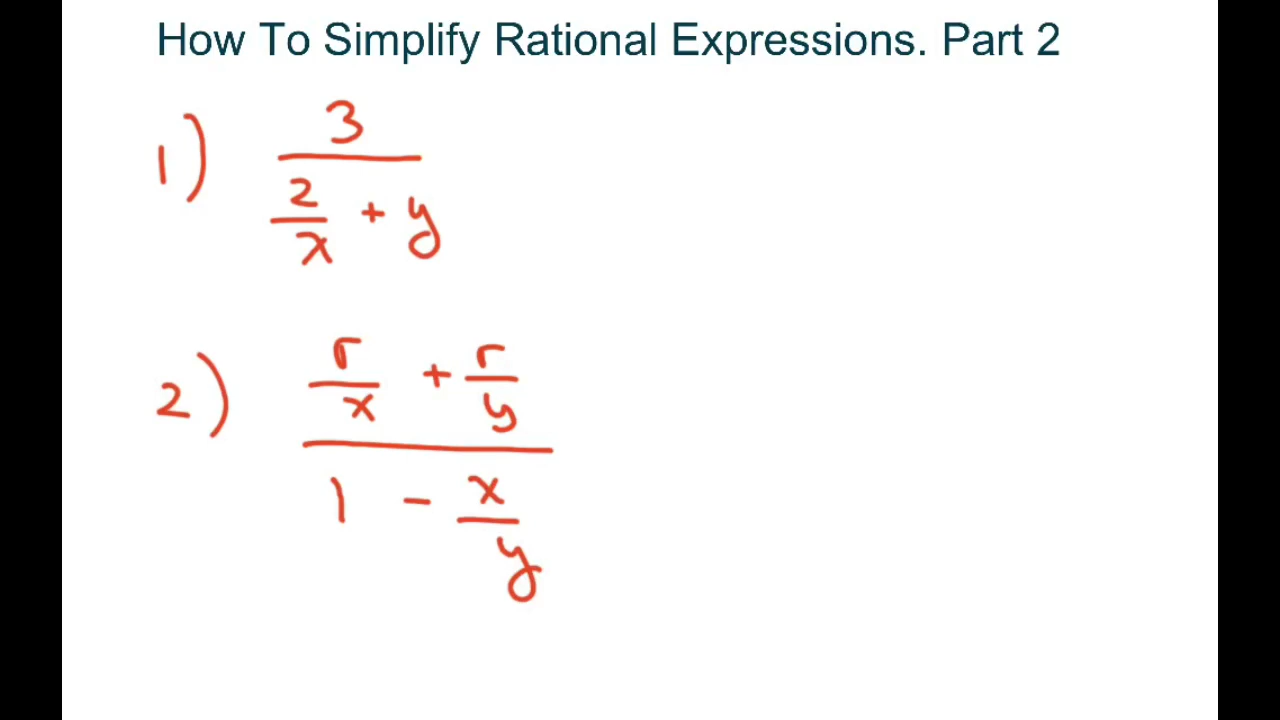 How To Simplify Rational Expressions. Part 2
1)
3
2
x
+ y
2)
r
x
+
r
y
1 -
x
y